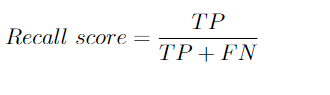 Recall score = TP / (TP + FN)